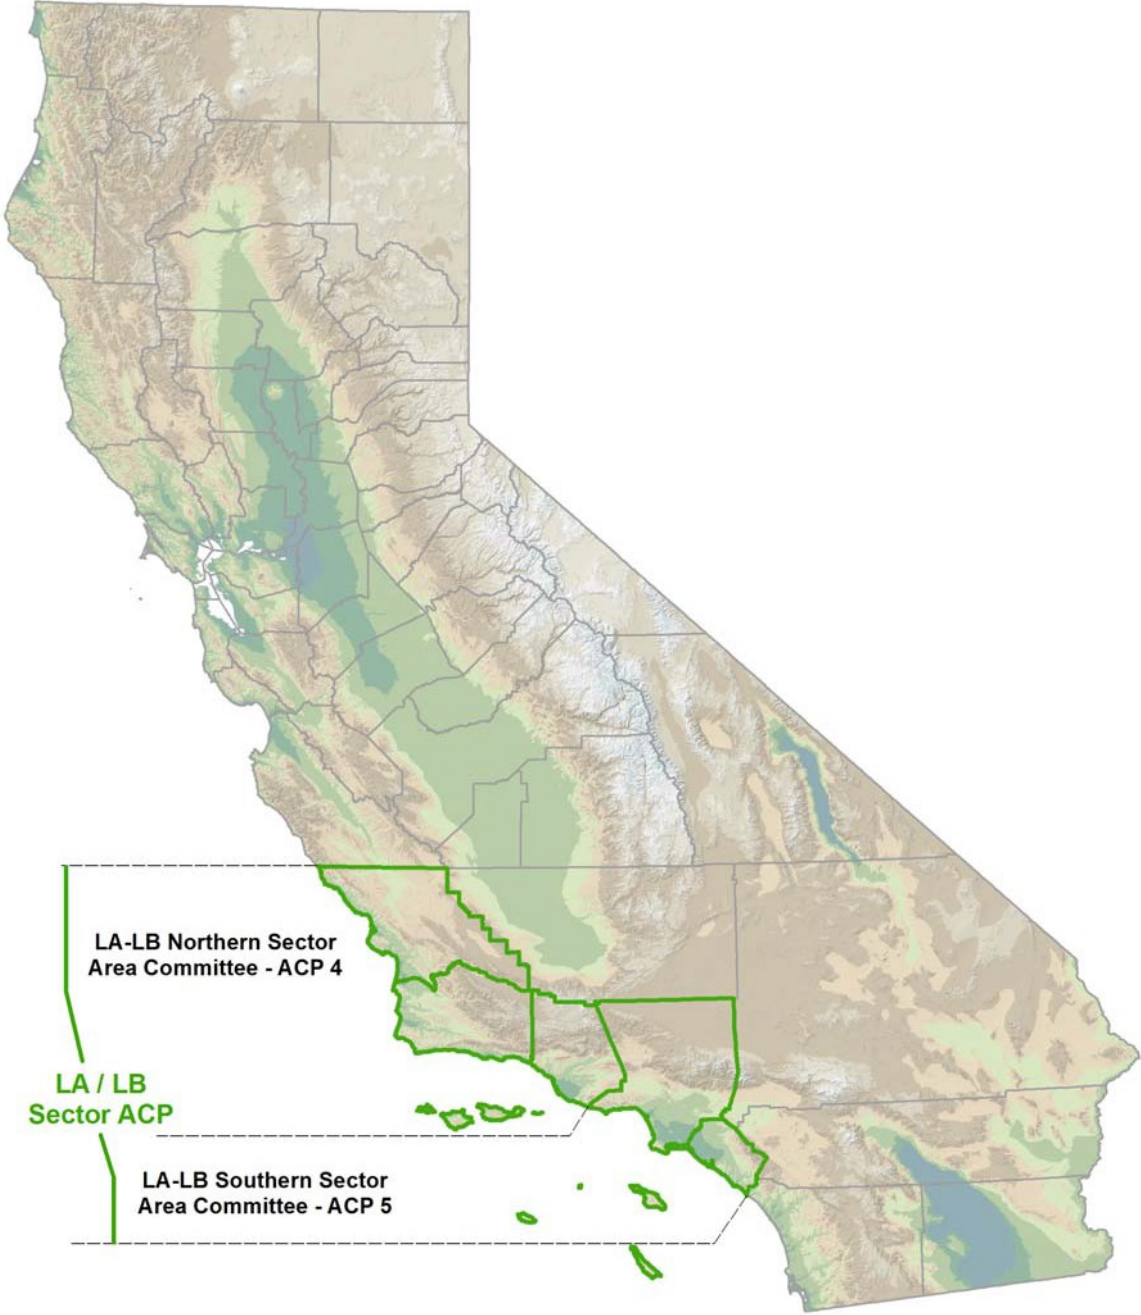 LA-LB Northern Sector
Area Committee - ACP 4
LA / LB
Sector ACP
LA-LB Southern Sector
Area Committee - ACP 5